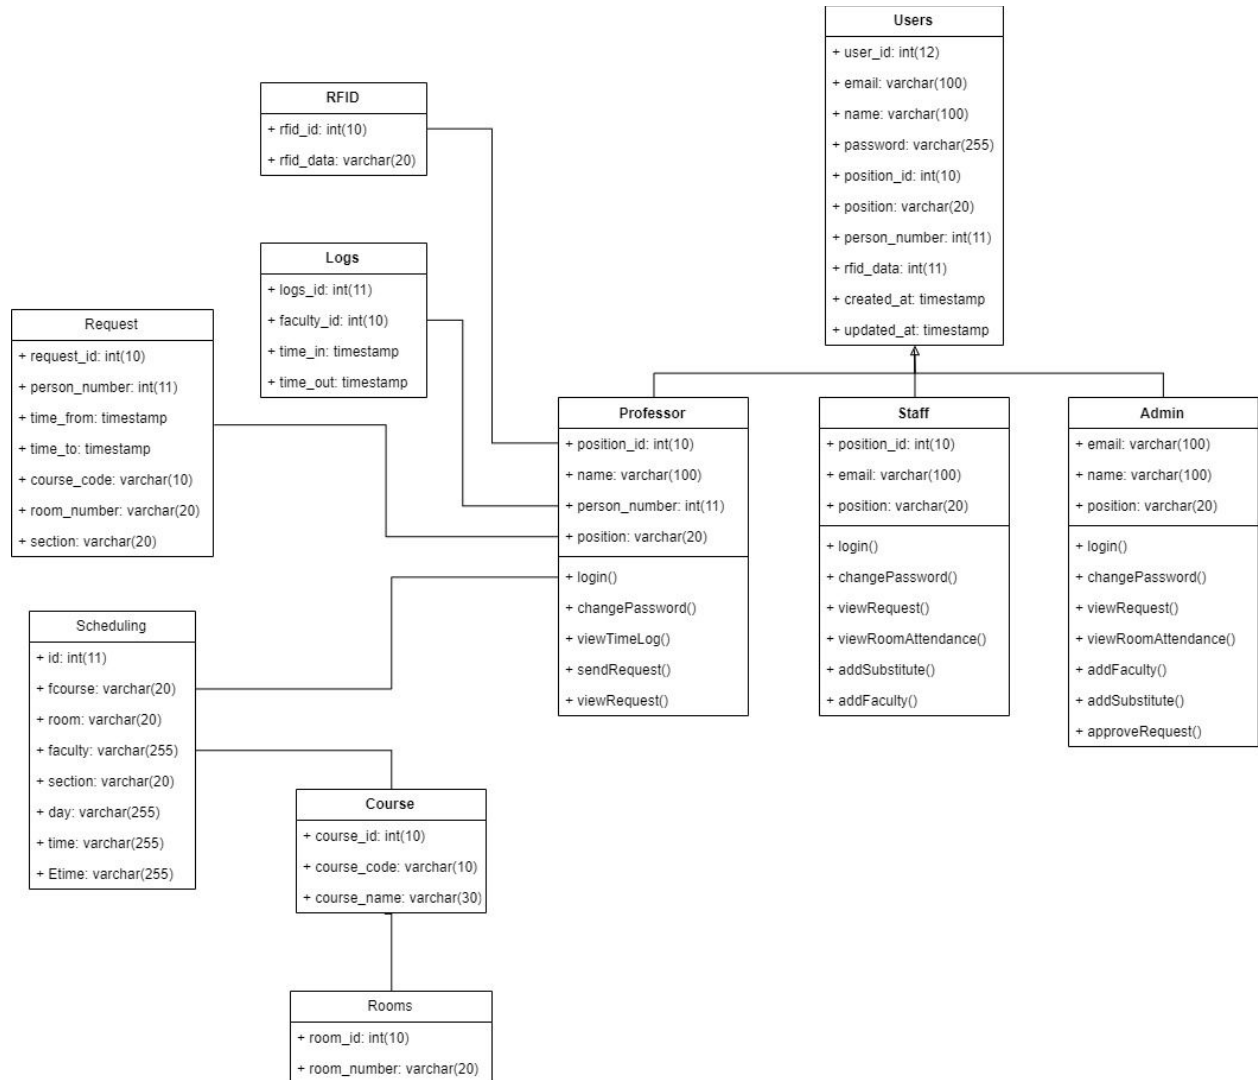 Users
+ user_id: int(12)
+ email: varchar(100)
+ name: varchar(100)
+ password: varchar(255)
+ position_id: int(10)
+ position: varchar(20)
+ person_number: int(11)
+ rfid_data: int(11)
+ created_at: timestamp
+ updated_at: timestamp
RFID
+ rfid_id: int(10)
+ rfid_data: varchar(20)
Logs
+ logs_id: int(11)
+ faculty_id: int(10)
+ time_in: timestamp
+ time_out: timestamp
Request
+ request_id: int(10)
+ person_number: int(11)
+ time_from: timestamp
+ time_to: timestamp
+ course_code: varchar(10)
+ room_number: varchar(20)
+ section: varchar(20)
Professor
+ position_id: int(10)
+ name: varchar(100)
+ person_number: int(11)
+ position: varchar(20)
+ login()
+ changePassword()
+ viewTimeLog()
+ sendRequest()
+ viewRequest()
Staff
+ position_id: int(10)
+ email: varchar(100)
+ position: varchar(20)
+ login()
+ changePassword()
+ viewRequest()
+ viewRoomAttendance()
+ addSubstitute()
+ addFaculty()
Admin
+ email: varchar(100)
+ name: varchar(100)
+ position: varchar(20)
+ login()
+ changePassword()
+ viewRequest()
+ viewRoomAttendance()
+ addFaculty()
+ addSubstitute()
+ approveRequest()
Scheduling
+ id: int(11)
+ fcourse: varchar(20)
+ room: varchar(20)
+ faculty: varchar(255)
+ section: varchar(20)
+ day: varchar(255)
+ time: varchar(255)
+ Etime: varchar(255)
Course
+ course_id: int(10)
+ course_code: varchar(10)
+ course_name: varchar(30)
Rooms
+ room_id: int(10)
+ room_number: varchar(20)